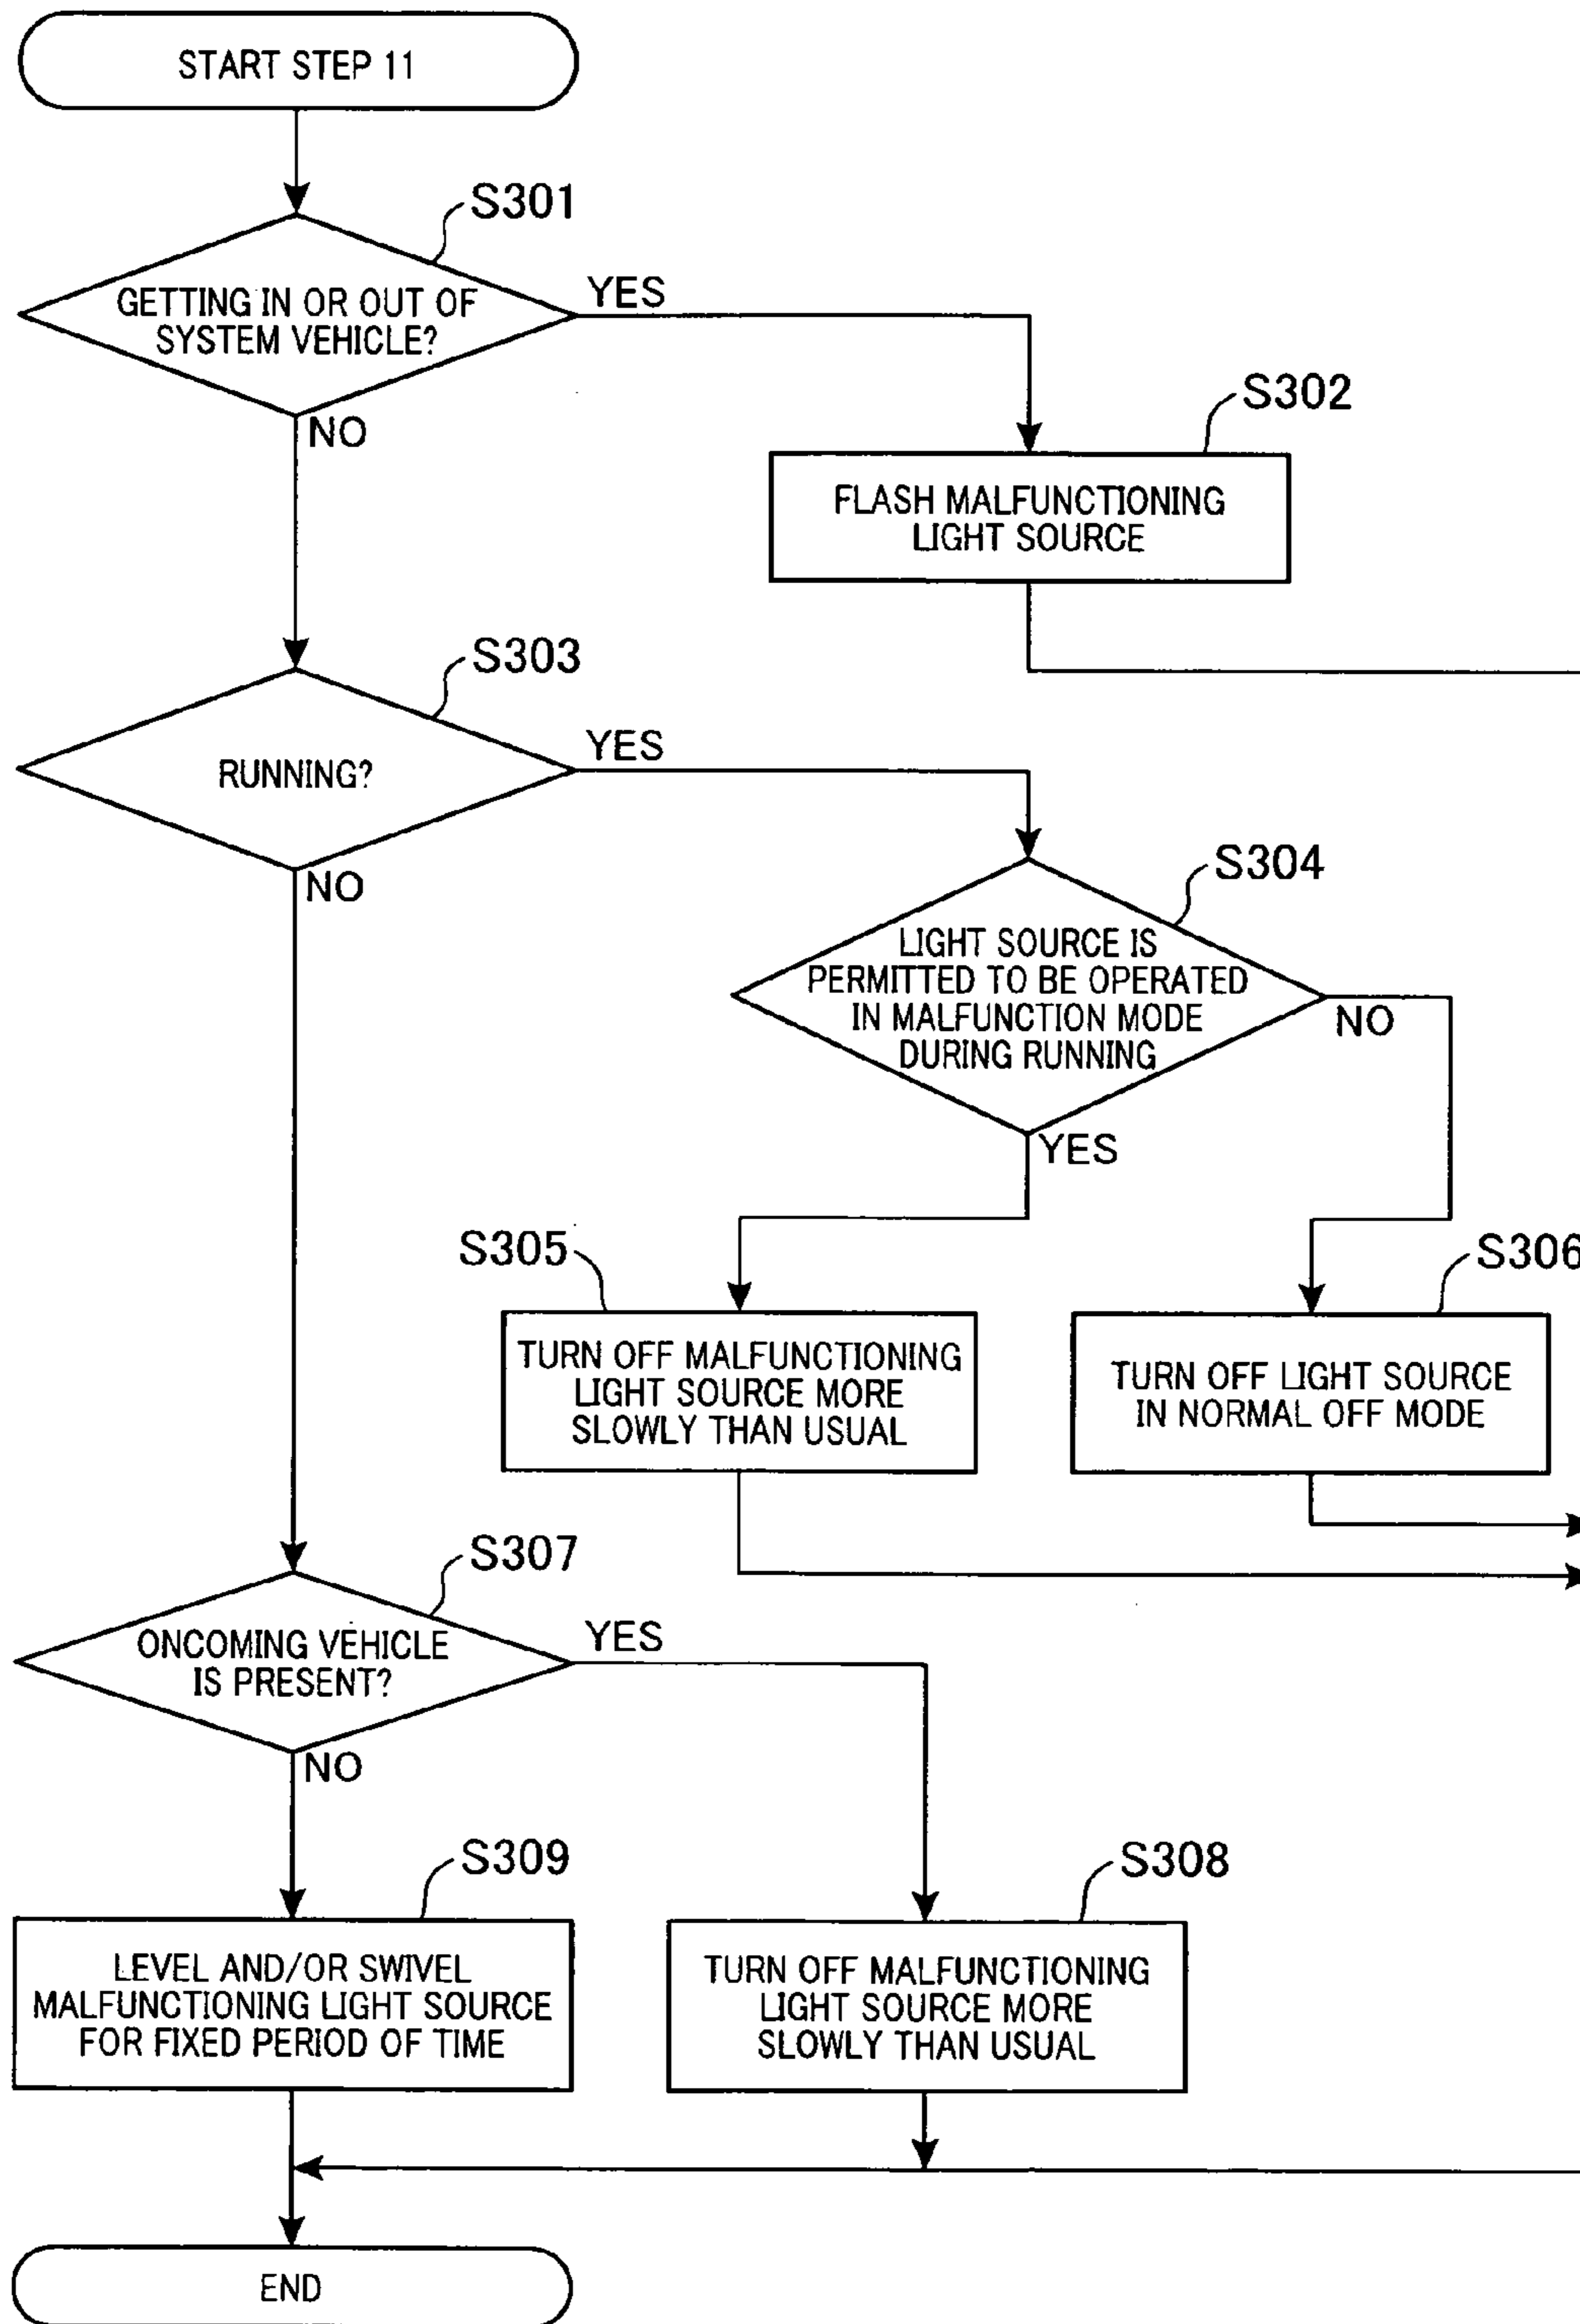 START STEP 11
S301
GETTING IN OR OUT OF
SYSTEM VEHICLE?
YES
NO
S302
FLASH MALFUNCTIONING
LIGHT SOURCE
S303
RUNNING?
YES
NO
S304
LIGHT SOURCE IS
PERMITTED TO BE OPERATED
IN MALFUNCTION MODE
DURING RUNNING
NO
YES
S305
TURN OFF MALFUNCTIONING
LIGHT SOURCE MORE
SLOWLY THAN USUAL
S306
TURN OFF LIGHT SOURCE
IN NORMAL OFF MODE
S307
ONCOMING VEHICLE
IS PRESENT?
YES
NO
S309
LEVEL AND/OR SWIVEL
MALFUNCTIONING LIGHT SOURCE
FOR FIXED PERIOD OF TIME
S308
TURN OFF MALFUNCTIONING
LIGHT SOURCE MORE
SLOWLY THAN USUAL
END